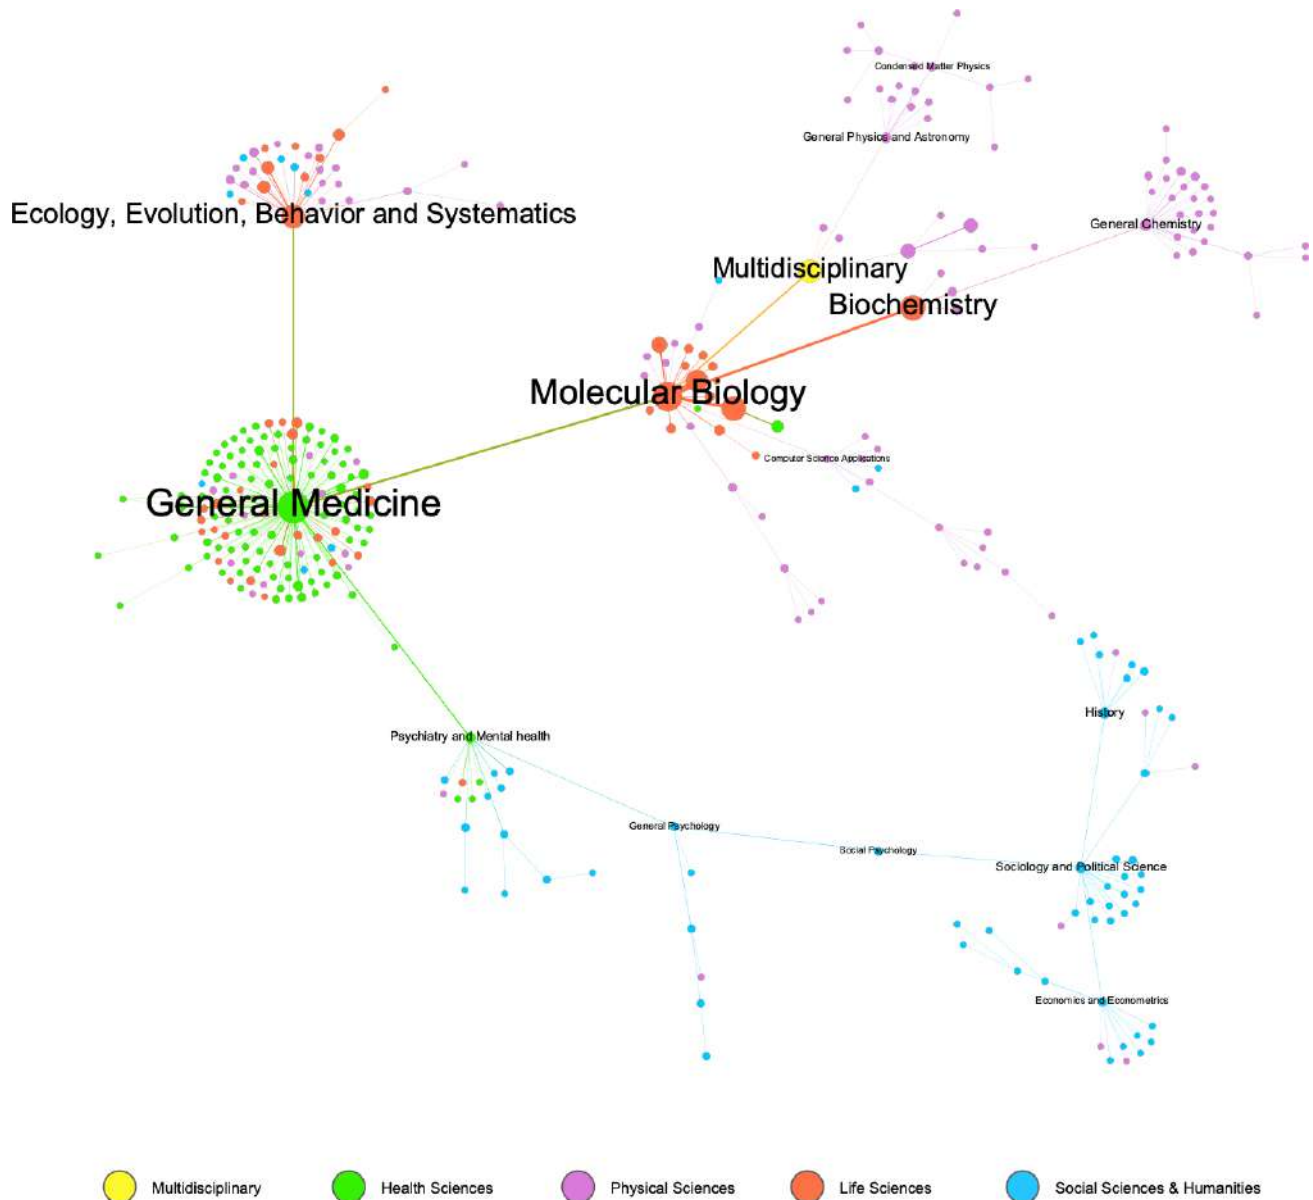 Condensed Matter Physics
General Physics and Astronomy
Ecology, Evolution, Behavior and Systematics
General Chemistry
Multidisciplinary
Biochemistry
Molecular Biology
Computer Science Applications
General Medicine
History
Psychiatry and Mental health
General Psychology
Social Psychology
Sociology and Political Science
Economics and Econometrics
Multidisciplinary
Health Sciences
Physical Sciences
Life Sciences
Social Sciences & Humanities